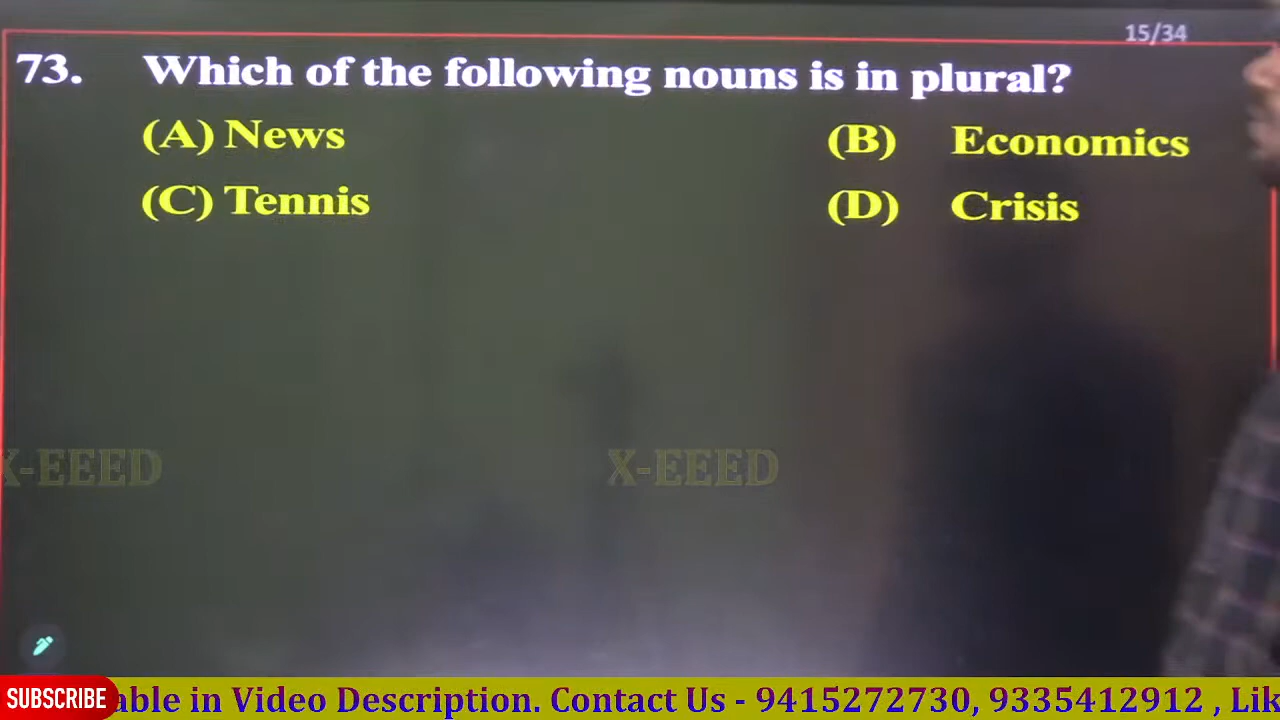 15/34
73. Which of the following nouns is in plural?
(A) News (B) Economics
(C) Tennis (D) Crisis
X-EEED X-EEED
SUBSCRIBE able in Video Description. Contact Us - 9415272730, 9335412912 , Lik